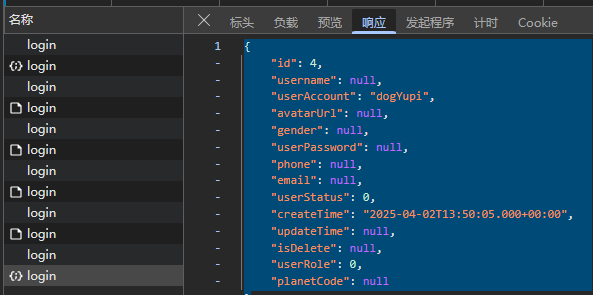 名称
标头 负载 预览 响应 发起程序 计时 Cookie
login
login
login
login
login
login
login
login
login
login
login
login
1 {
- "id": 4,
- "username": null,
- "userAccount": "dogYupi",
- "avatarUrl": null,
- "gender": null,
- "userPassword": null,
- "phone": null,
- "email": null,
- "userStatus": 0,
- "createTime": "2025-04-02T13:50:05.000+00:00",
- "updateTime": null,
- "isDelete": null,
- "userRole": 0,
- "planetCode": null